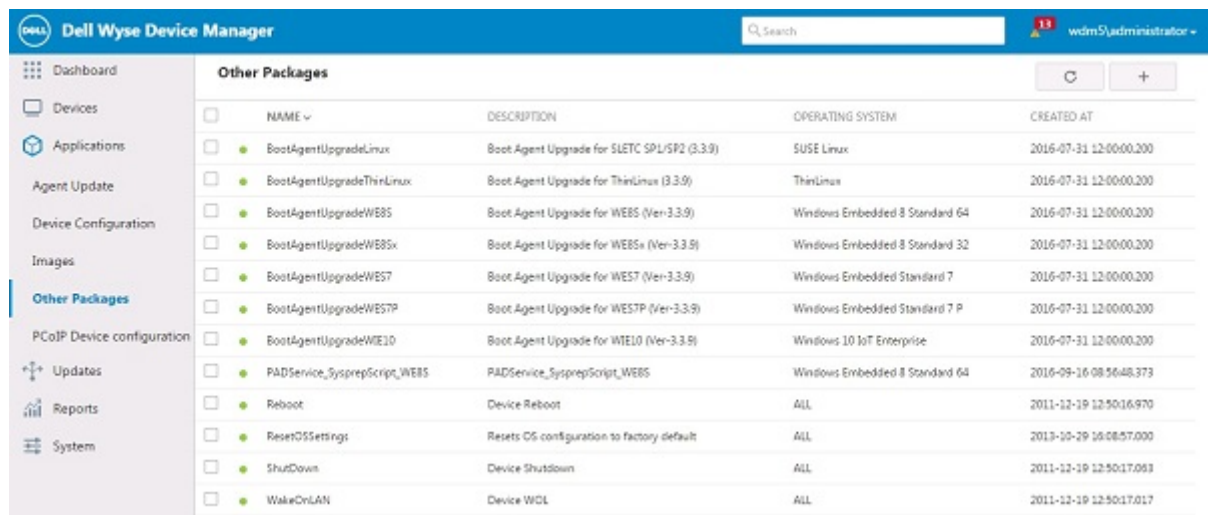 DELL Dell Wyse Device Manager
Search
13
wdm5\administrator
Dashboard
Devices
Applications
Agent Update
Device Configuration
Images
Other Packages
PCoIP Device configuration
Updates
Reports
System
Other Packages
NAME DESCRIPTION OPERATING SYSTEM CREATED AT
BootAgentUpgradeLinux Boot Agent Upgrade for SLETC SP1/SP2 (3.3.9) SUSE Linux 2016-07-31 12:00:00.200
BootAgentUpgradeThinLinux Boot Agent Upgrade for ThinLinux (3.3.9) ThinLinux 2016-07-31 12:00:00.200
BootAgentUpgradeWE8S Boot Agent Upgrade for WE8S (Ver-3.3.9) Windows Embedded 8 Standard 64 2016-07-31 12:00:00.200
BootAgentUpgradeWE8Sx Boot Agent Upgrade for WE8Sx (Ver-3.3.9) Windows Embedded 8 Standard 32 2016-07-31 12:00:00.200
BootAgentUpgradeWES7 Boot Agent Upgrade for WES7 (Ver-3.3.9) Windows Embedded Standard 7 2016-07-31 12:00:00.200
BootAgentUpgradeWES7P Boot Agent Upgrade for WES7P (Ver-3.3.9) Windows Embedded Standard 7 P 2016-07-31 12:00:00.200
BootAgentUpgradeWIE10 Boot Agent Upgrade for WIE10 (Ver-3.3.9) Windows 10 IoT Enterprise 2016-07-31 12:00:00.200
PADService_SysprepScript_WE8S PADService_SysprepScript_WE8S Windows Embedded 8 Standard 64 2016-09-16 08:56:48.373
Reboot Device Reboot ALL 2011-12-19 12:50:16.970
ResetOSSettings Resets OS configuration to factory default ALL 2013-10-29 16:08:57.000
ShutDown Device Shutdown ALL 2011-12-19 12:50:17.063
WakeOnLAN Device WOL ALL 2011-12-19 12:50:17.017